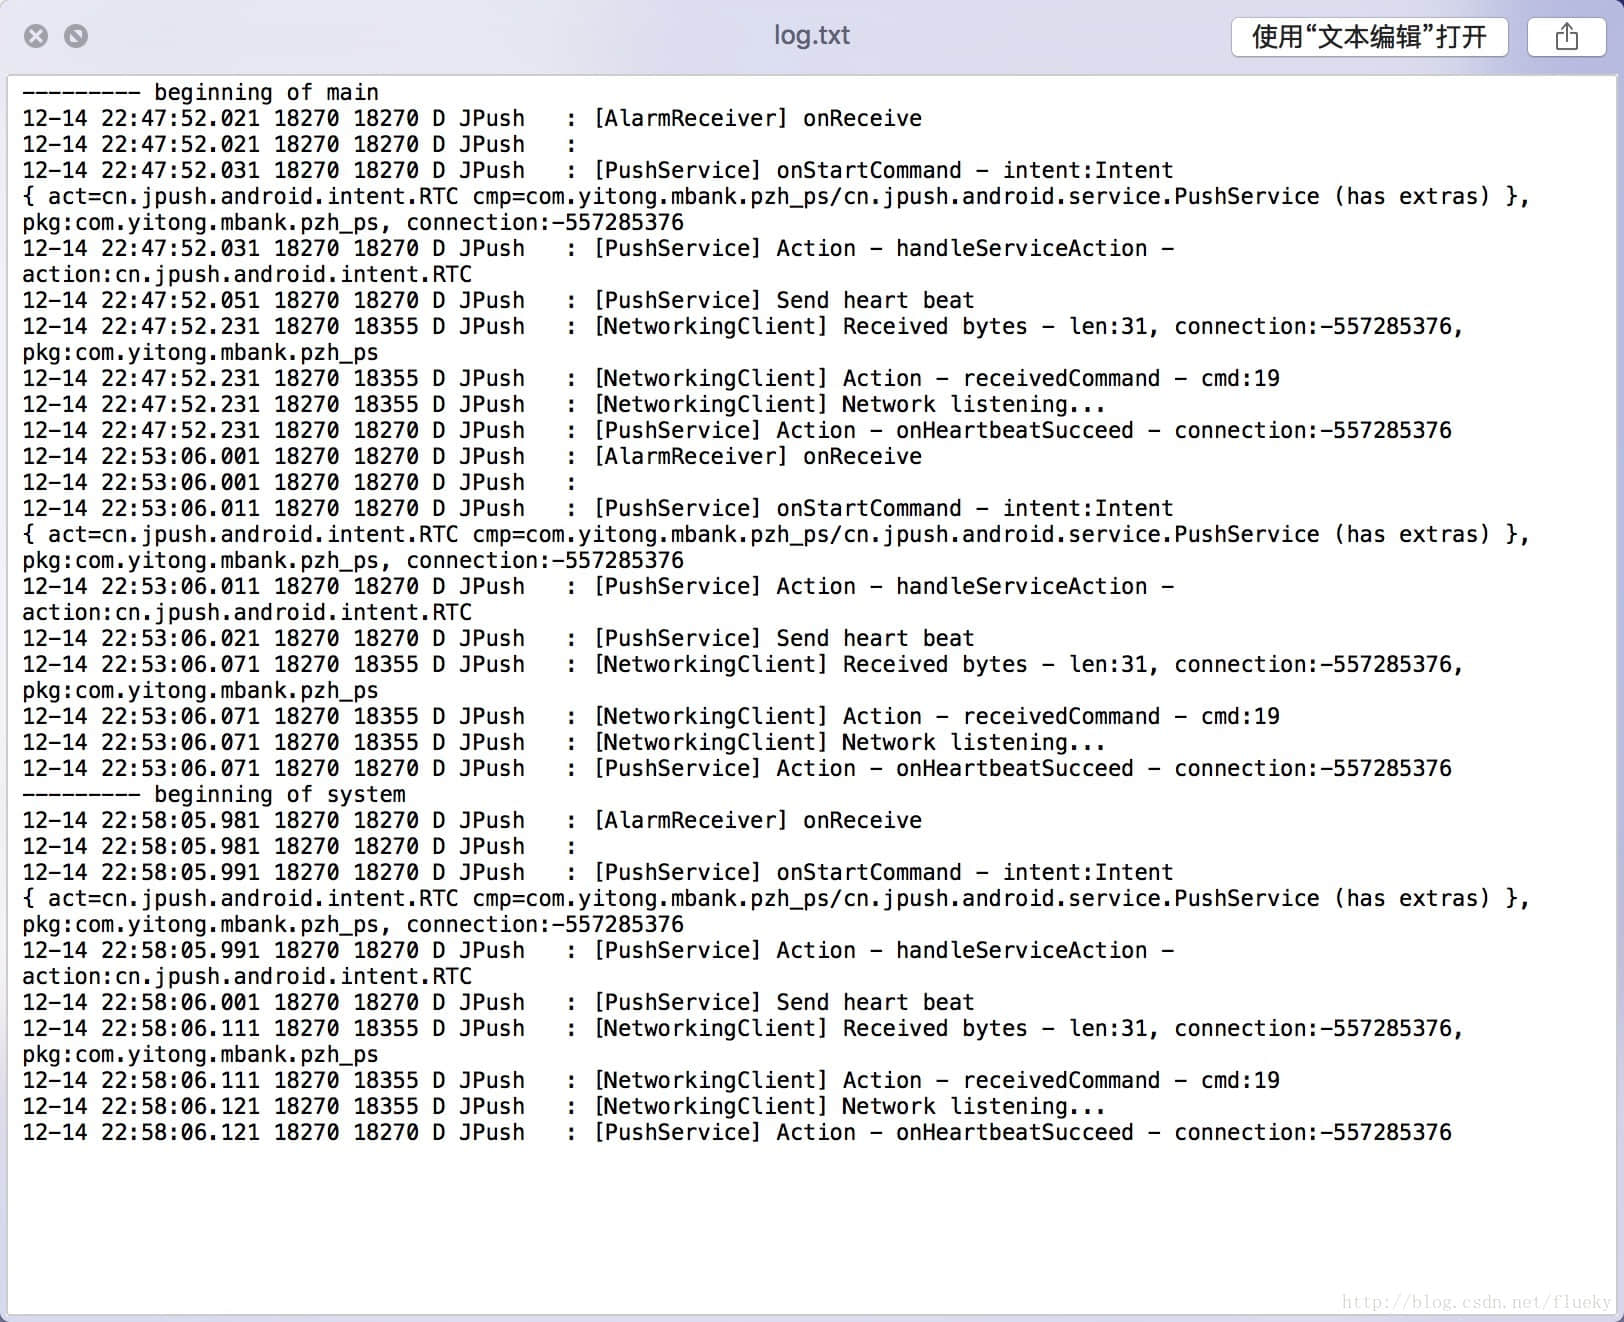 log.txt
使用“文本编辑”打开
--------- beginning of main
12-14 22:47:52.021 18270 18270 D JPush   : [AlarmReceiver] onReceive
12-14 22:47:52.021 18270 18270 D JPush   :
12-14 22:47:52.031 18270 18270 D JPush   : [PushService] onStartCommand - intent:Intent
{ act=cn.jpush.android.intent.RTC cmp=com.yitong.mbank.pzh_ps/cn.jpush.android.service.PushService (has extras) },
pkg:com.yitong.mbank.pzh_ps, connection:-557285376
12-14 22:47:52.031 18270 18270 D JPush   : [PushService] Action - handleServiceAction -
action:cn.jpush.android.intent.RTC
12-14 22:47:52.051 18270 18270 D JPush   : [PushService] Send heart beat
12-14 22:47:52.231 18270 18355 D JPush   : [NetworkingClient] Received bytes - len:31, connection:-557285376,
pkg:com.yitong.mbank.pzh_ps
12-14 22:47:52.231 18270 18355 D JPush   : [NetworkingClient] Action - receivedCommand - cmd:19
12-14 22:47:52.231 18270 18355 D JPush   : [NetworkingClient] Network listening...
12-14 22:47:52.231 18270 18270 D JPush   : [PushService] Action - onHeartbeatSucceed - connection:-557285376
12-14 22:53:06.001 18270 18270 D JPush   : [AlarmReceiver] onReceive
12-14 22:53:06.001 18270 18270 D JPush   :
12-14 22:53:06.011 18270 18270 D JPush   : [PushService] onStartCommand - intent:Intent
{ act=cn.jpush.android.intent.RTC cmp=com.yitong.mbank.pzh_ps/cn.jpush.android.service.PushService (has extras) },
pkg:com.yitong.mbank.pzh_ps, connection:-557285376
12-14 22:53:06.011 18270 18270 D JPush   : [PushService] Action - handleServiceAction -
action:cn.jpush.android.intent.RTC
12-14 22:53:06.021 18270 18270 D JPush   : [PushService] Send heart beat
12-14 22:53:06.071 18270 18355 D JPush   : [NetworkingClient] Received bytes - len:31, connection:-557285376,
pkg:com.yitong.mbank.pzh_ps
12-14 22:53:06.071 18270 18355 D JPush   : [NetworkingClient] Action - receivedCommand - cmd:19
12-14 22:53:06.071 18270 18355 D JPush   : [NetworkingClient] Network listening...
12-14 22:53:06.071 18270 18270 D JPush   : [PushService] Action - onHeartbeatSucceed - connection:-557285376
--------- beginning of system
12-14 22:58:05.981 18270 18270 D JPush   : [AlarmReceiver] onReceive
12-14 22:58:05.981 18270 18270 D JPush   :
12-14 22:58:05.991 18270 18270 D JPush   : [PushService] onStartCommand - intent:Intent
{ act=cn.jpush.android.intent.RTC cmp=com.yitong.mbank.pzh_ps/cn.jpush.android.service.PushService (has extras) },
pkg:com.yitong.mbank.pzh_ps, connection:-557285376
12-14 22:58:05.991 18270 18270 D JPush   : [PushService] Action - handleServiceAction -
action:cn.jpush.android.intent.RTC
12-14 22:58:06.001 18270 18270 D JPush   : [PushService] Send heart beat
12-14 22:58:06.111 18270 18355 D JPush   : [NetworkingClient] Received bytes - len:31, connection:-557285376,
pkg:com.yitong.mbank.pzh_ps
12-14 22:58:06.111 18270 18355 D JPush   : [NetworkingClient] Action - receivedCommand - cmd:19
12-14 22:58:06.121 18270 18355 D JPush   : [NetworkingClient] Network listening...
12-14 22:58:06.121 18270 18270 D JPush   : [PushService] Action - onHeartbeatSucceed - connection:-557285376
http://blog.csdn.net/flueky